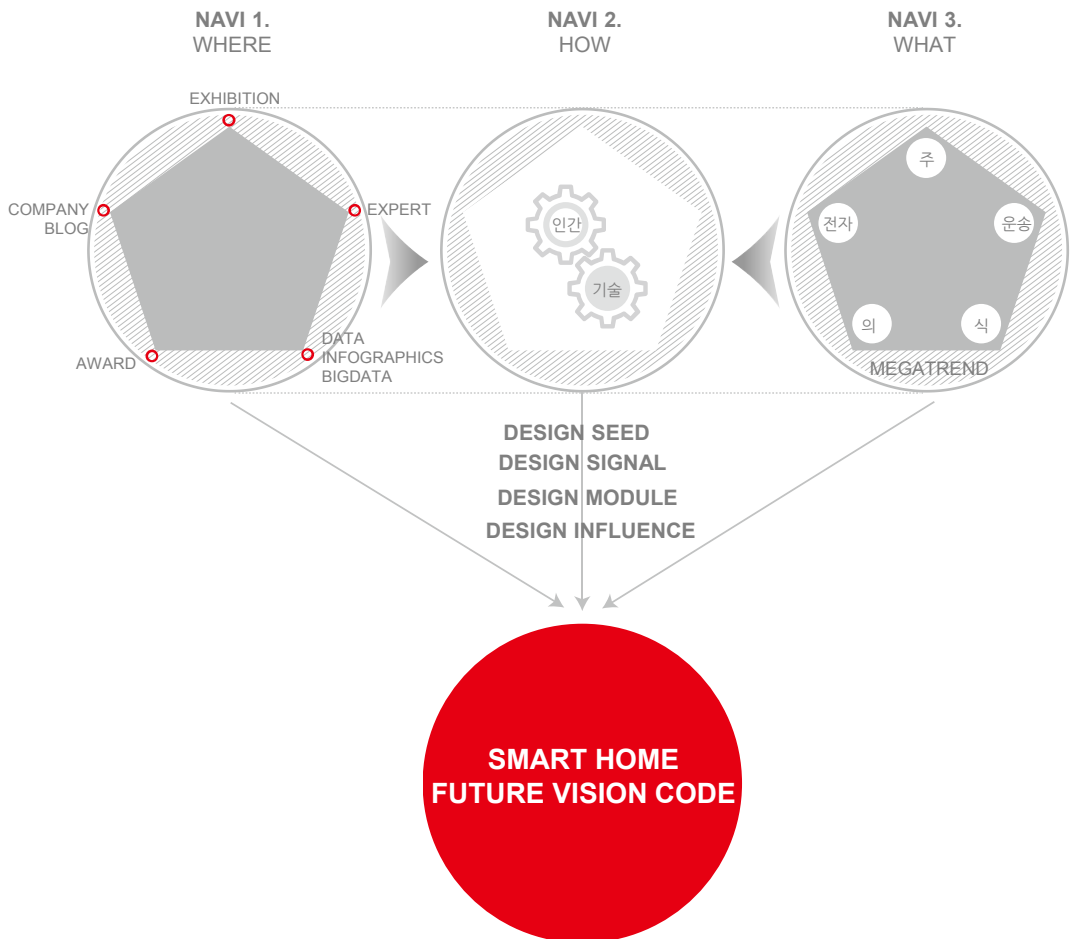 NAVI 1.
WHERE
NAVI 2.
HOW
NAVI 3.
WHAT
EXHIBITION
COMPANY
BLOG
EXPERT
AWARD
DATA
INFOGRAPHICS
BIGDATA
인간
기술
주
전자
운송
의
식
MEGATREND
DESIGN SEED
DESIGN SIGNAL
DESIGN MODULE
DESIGN INFLUENCE
SMART HOME
FUTURE VISION CODE